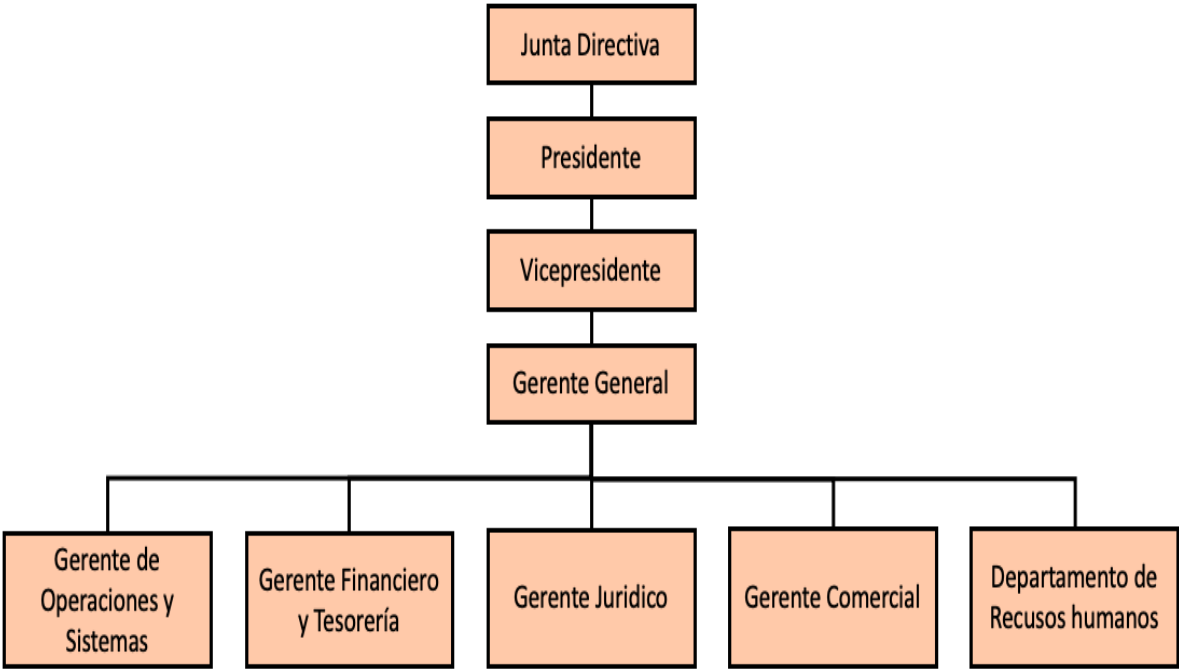 Junta Directiva
Presidente
Vicepresidente
Gerente General
Gerente de
Operaciones y
Sistemas
Gerente Financiero
y Tesorería
Gerente Juridico
Gerente Comercial
Departamento de
Recusos humanos